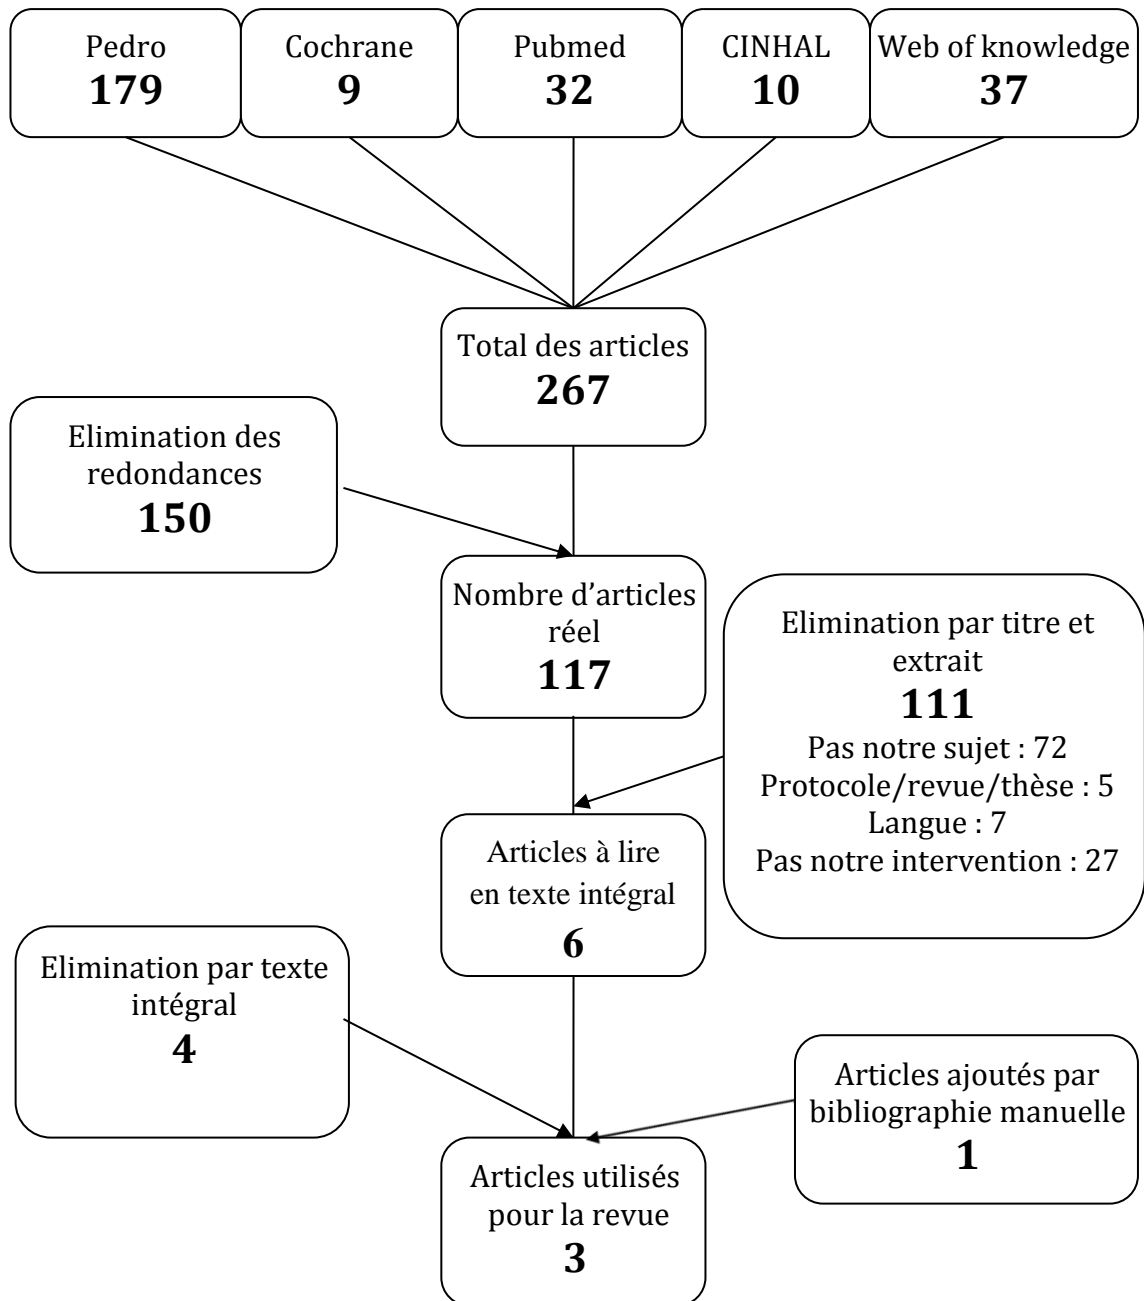 Pedro
179
Cochrane
9
Pubmed
32
CINHAL
10
Web of knowledge
37
Total des articles
267
Elimination des
redondances
150
Nombre d'articles
réel
117
Elimination par titre et
extrait
111
Pas notre sujet : 72
Protocole/revue/thèse : 5
Langue : 7
Pas notre intervention : 27
Articles à lire
en texte intégral
6
Elimination par texte
intégral
4
Articles ajoutés par
bibliographie manuelle
1
Articles utilisés
pour la revue
3